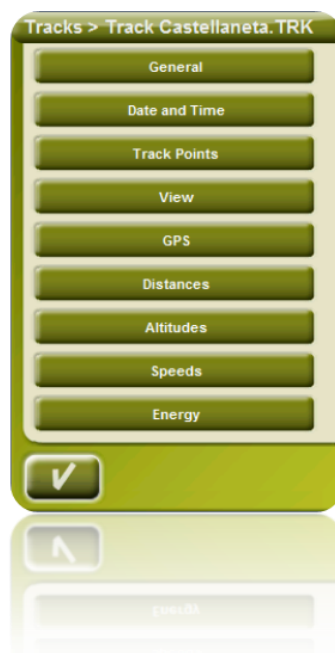 Tracks > Track Castellaneta.TRK
General
Date and Time
Track Points
View
GPS
Distances
Altitudes
Speeds
Energy